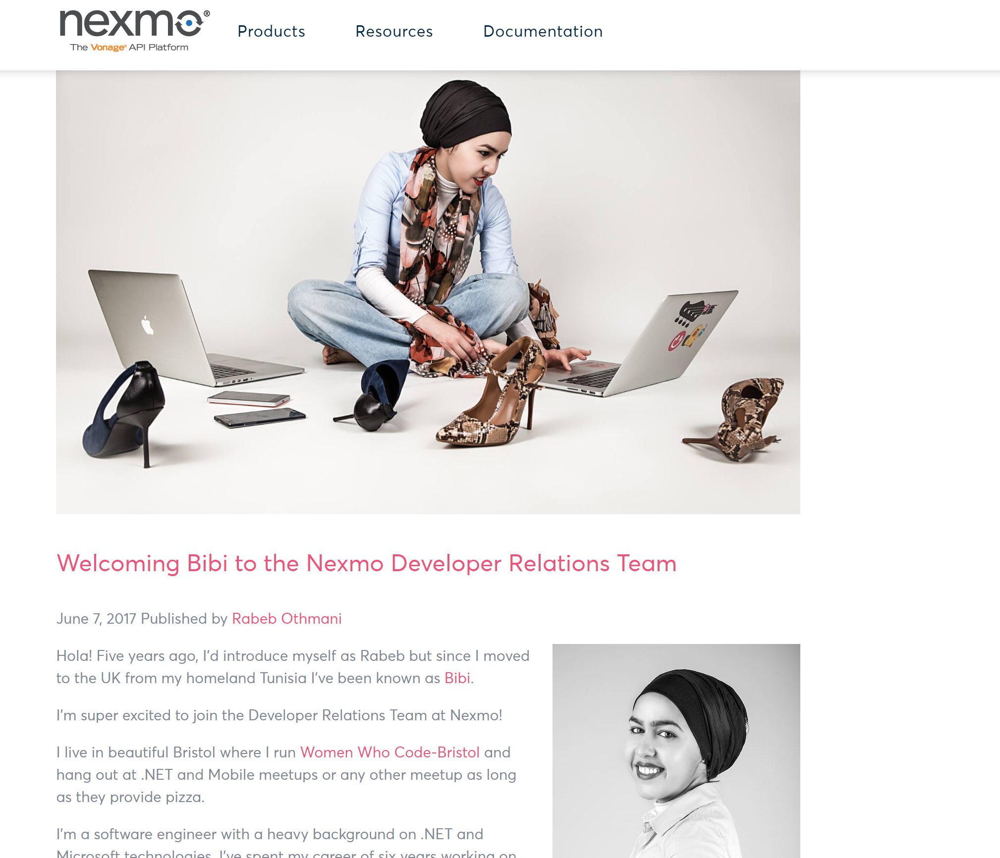 nexmo®
The Vonage® API Platform
Products
Resources
Documentation
Welcoming Bibi to the Nexmo Developer Relations Team
June 7, 2017 Published by Rabeb Othmani
Hola! Five years ago, I’d introduce myself as Rabeb but since I moved
to the UK from my homeland Tunisia I’ve been known as Bibi.
I’m super excited to join the Developer Relations Team at Nexmo!
I live in beautiful Bristol where I run Women Who Code-Bristol and
hang out at .NET and Mobile meetups or any other meetup as long
as they provide pizza.
I’m a software engineer with a heavy background on .NET and
Microsoft technologies. I’ve spent my career of six years working on